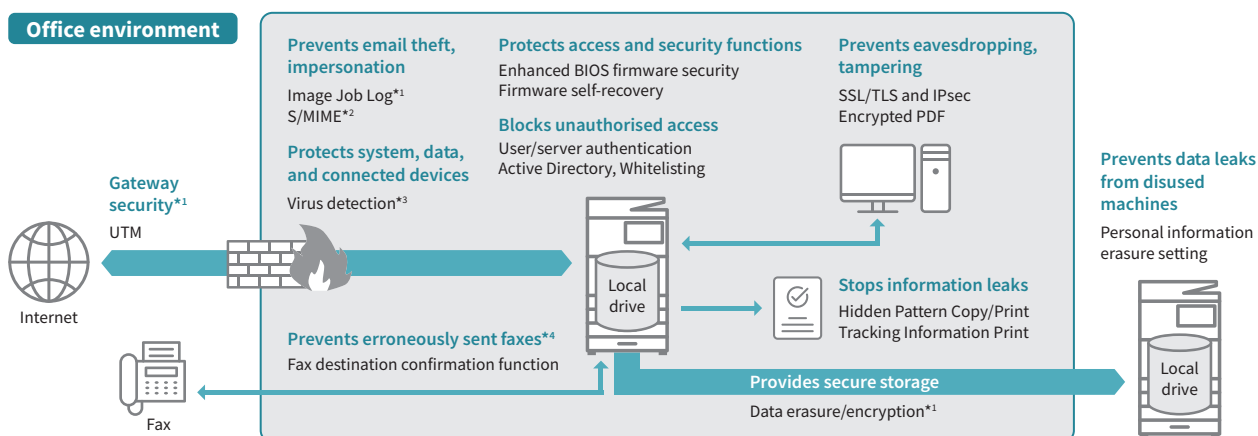 Office environment
Prevents email theft,
impersonation
Image Job Log*1
S/MIME*2
Protects system, data,
and connected devices
Virus detection*3
Protects access and security functions
Enhanced BIOS firmware security
Firmware self-recovery
Blocks unauthorised access
User/server authentication
Active Directory, Whitelisting
Prevents eavesdropping,
tampering
SSL/TLS and IPsec
Encrypted PDF
Prevents data leaks
from disused
machines
Personal information
erasure setting
Gateway
security*1
UTM
Internet
Local
drive
Stops information leaks
Hidden Pattern Copy/Print
Tracking Information Print
Prevents erroneously sent faxes*4
Fax destination confirmation function
Fax
Provides secure storage
Data erasure/encryption*1
Local
drive